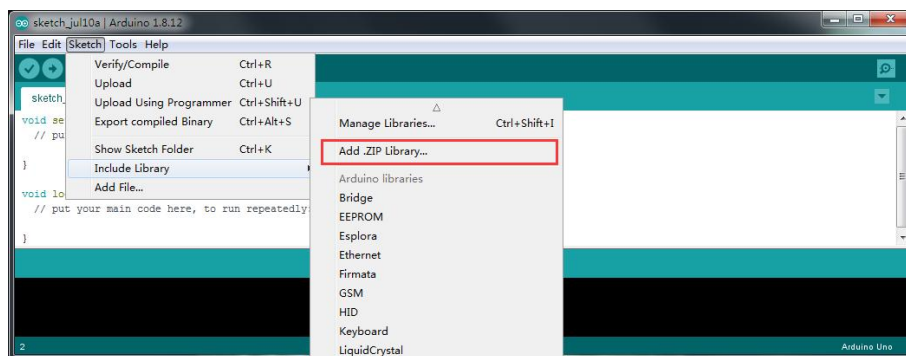 sketch_jul10a | Arduino 1.8.12
File Edit Sketch Tools Help
Verify/Compile Ctrl+R
Upload Ctrl+U
Upload Using Programmer Ctrl+Shift+U
Export compiled Binary Ctrl+Alt+S
Show Sketch Folder Ctrl+K
Include Library
Add File...
Manage Libraries... Ctrl+Shift+I
Add .ZIP Library...
Arduino libraries
Bridge
EEPROM
Esplora
Ethernet
Firmata
GSM
HID
Keyboard
LiquidCrystal
sketch_
void se
// pu
}
void lo
// put your main code here, to run repeatedly
}
2
Arduino Uno